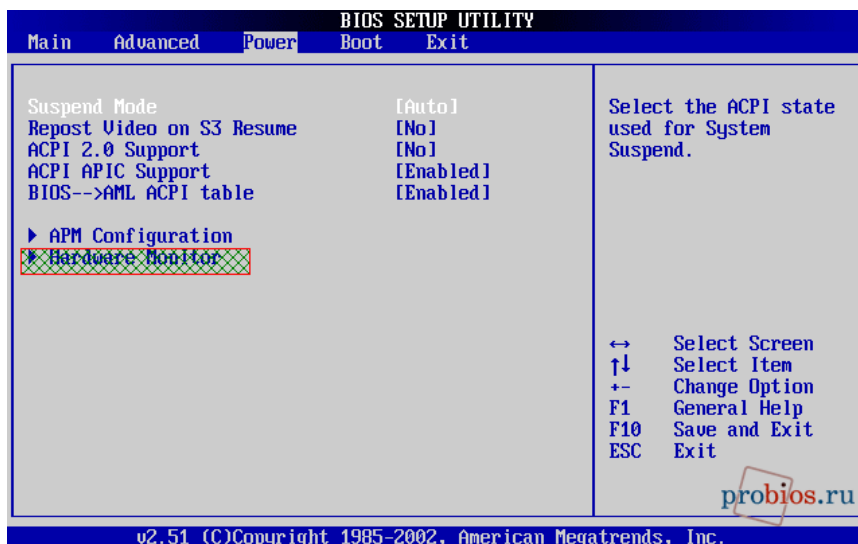 BIOS SETUP UTILITY
Main Advanced Power Boot Exit
Suspend Mode [Auto]
Repost Video on S3 Resume [No]
ACPI 2.0 Support [No]
ACPI APIC Support [Enabled]
BIOS-->AML ACPI table [Enabled]
▶ APM Configuration
▶ Hardware Monitor
Select the ACPI state
used for System
Suspend.
↔ Select Screen
↑↓ Select Item
+- Change Option
F1 General Help
F10 Save and Exit
ESC Exit
probios.ru
v2.51 (C)Copyright 1985-2002, American Megatrends, Inc.